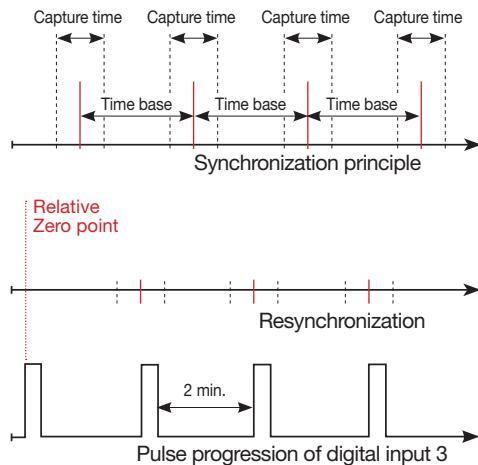 Capture time Capture time Capture time Capture time
Time base Time base Time base
Synchronization principle
Relative
Zero point
Resynchronization
2 min.
Pulse progression of digital input 3